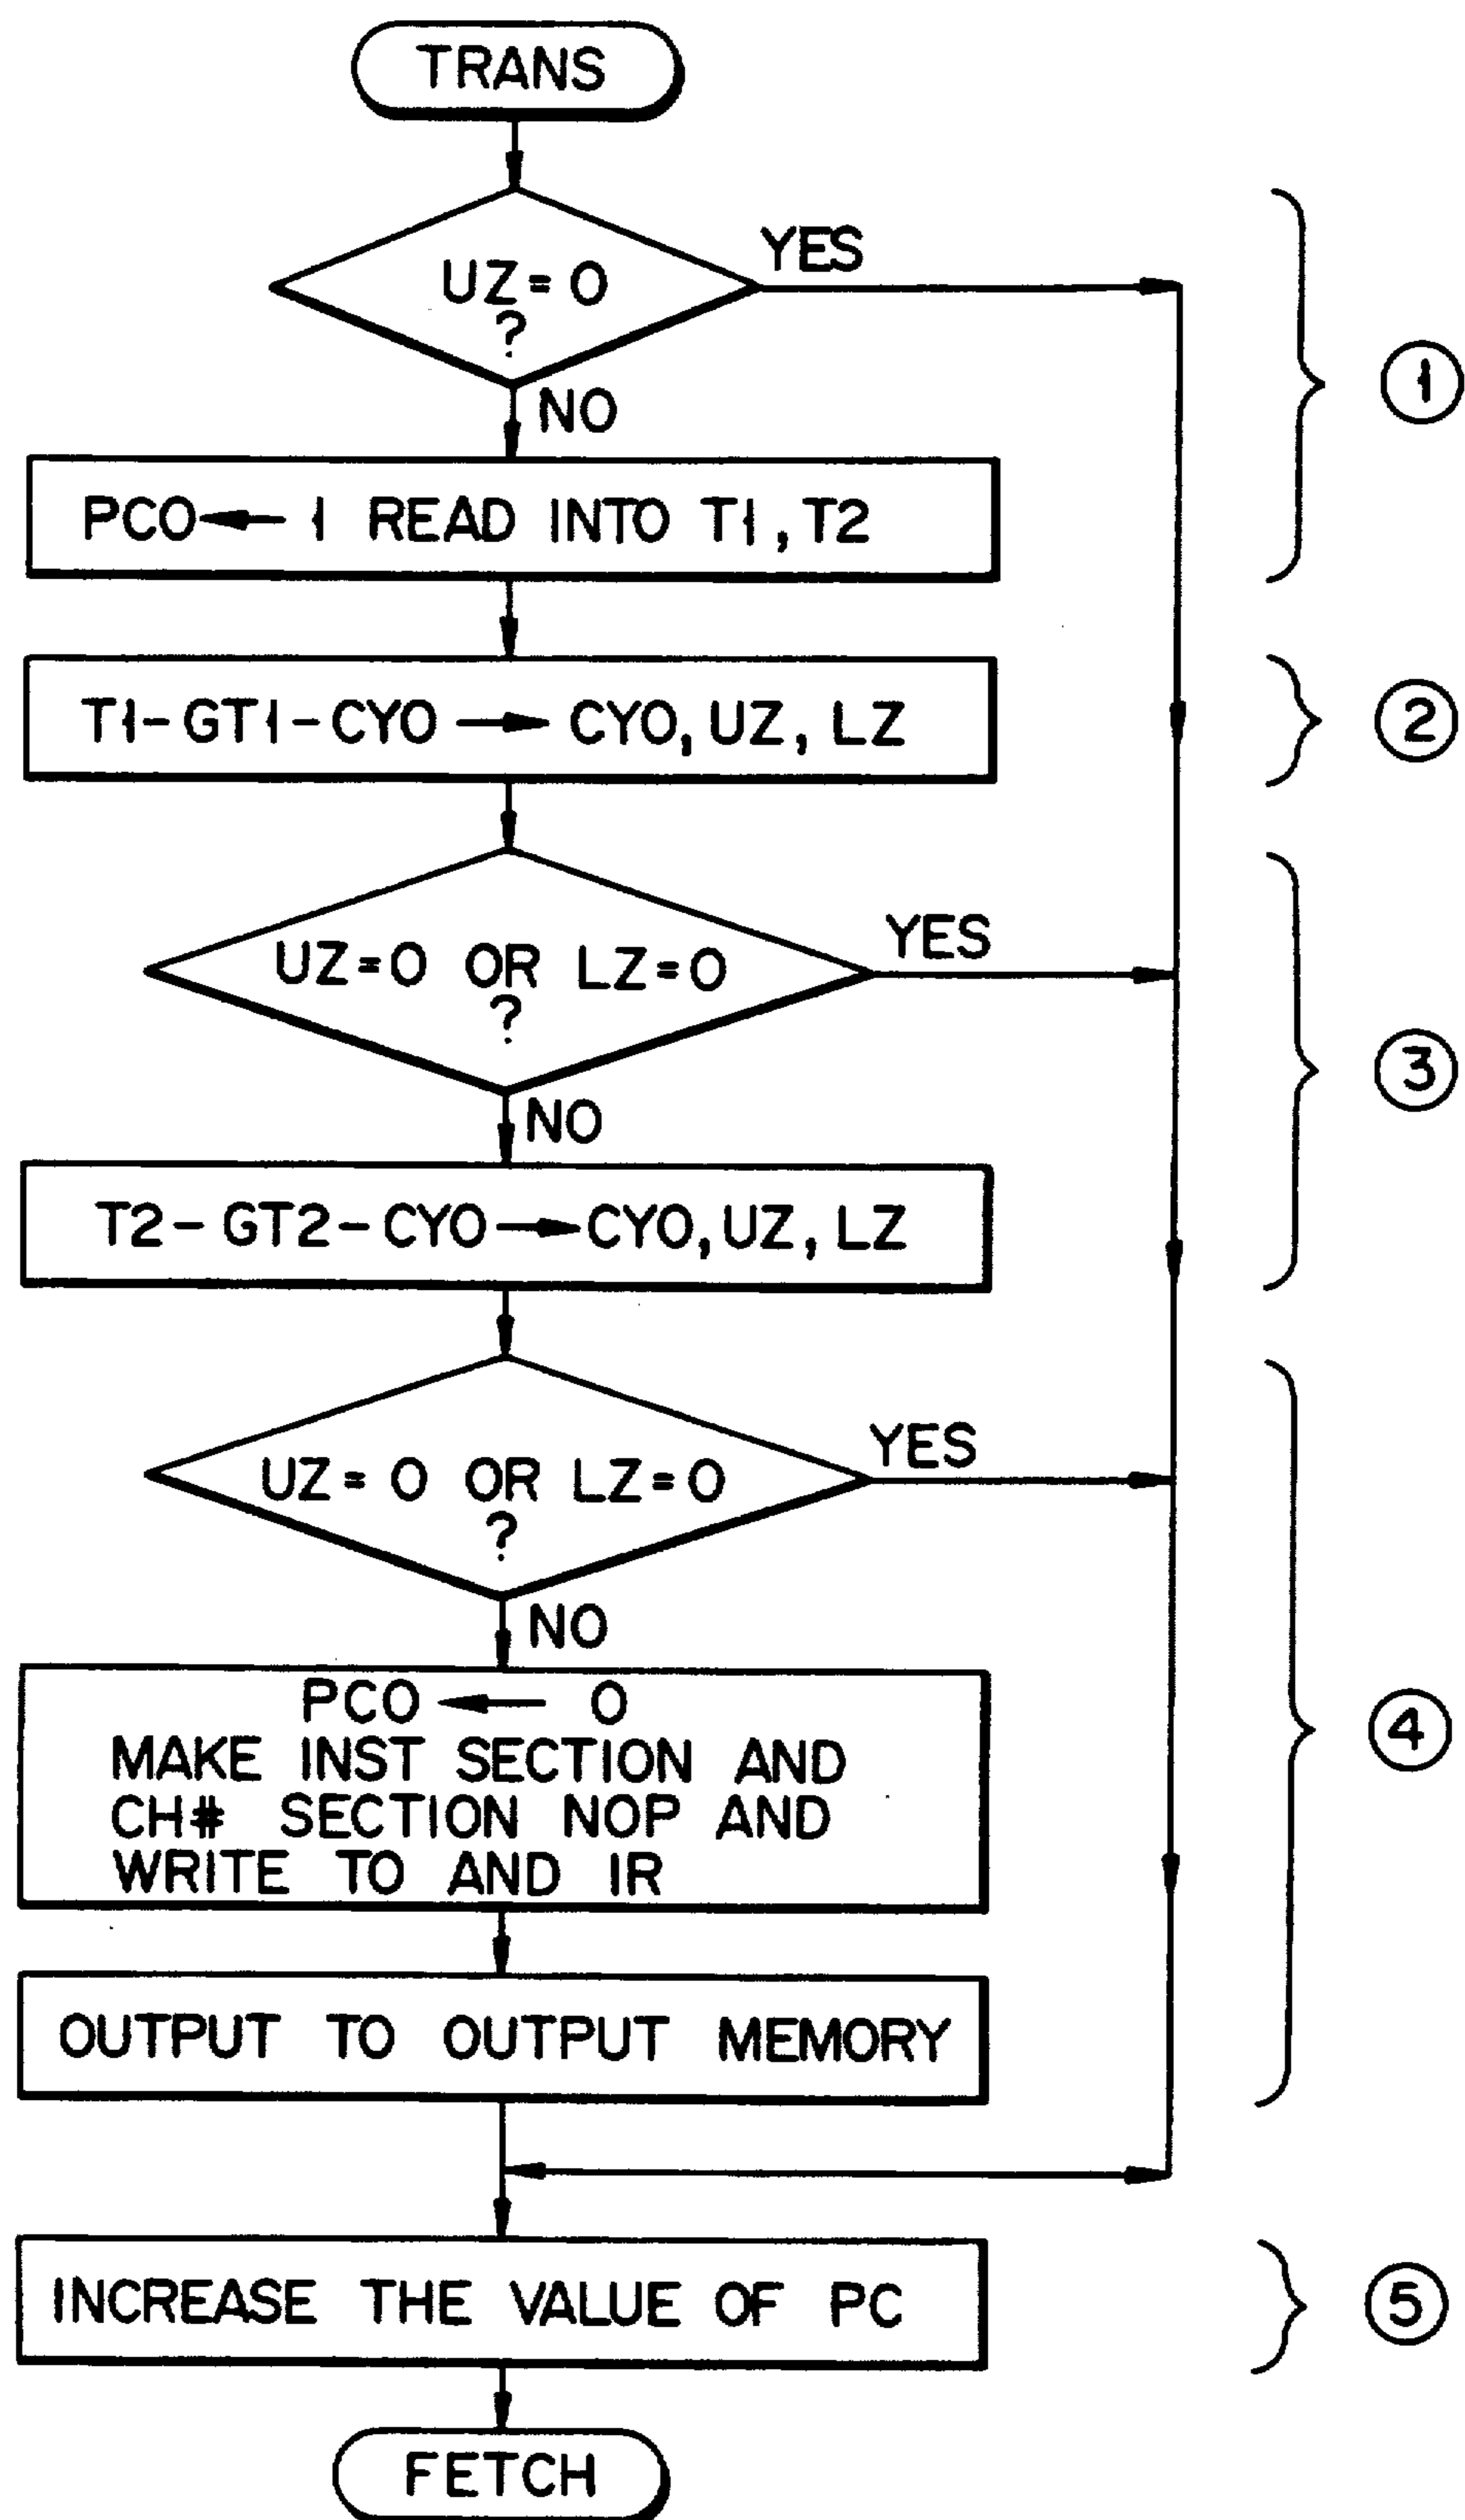 TRANS
UZ=0
?
YES
NO
1
PCO← 1 READ INTO T1,T2
T1-GT1-CYO → CYO,UZ,LZ
2
UZ=0 OR LZ=0
?
YES
NO
3
T2-GT2-CYO→CYO,UZ,LZ
UZ=0 OR LZ=0
?
YES
NO
4
PCO ← 0
MAKE INST SECTION AND
CH# SECTION NOP AND
WRITE TO AND IR
OUTPUT TO OUTPUT MEMORY
INCREASE THE VALUE OF PC
5
FETCH